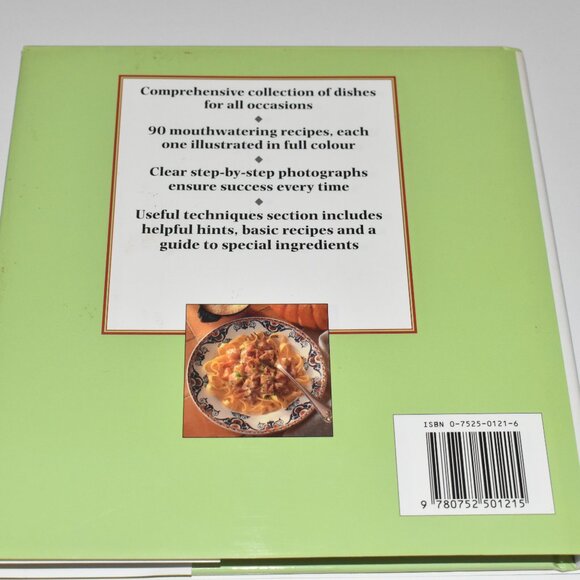 Comprehensive collection of dishes
for all occasions
90 mouthwatering recipes, each
one illustrated in full colour
Clear step-by-step photographs
ensure success every time
Useful techniques section includes
helpful hints, basic recipes and a
guide to special ingredients
ISBN 0-7525-0121-6
9 780752 501215